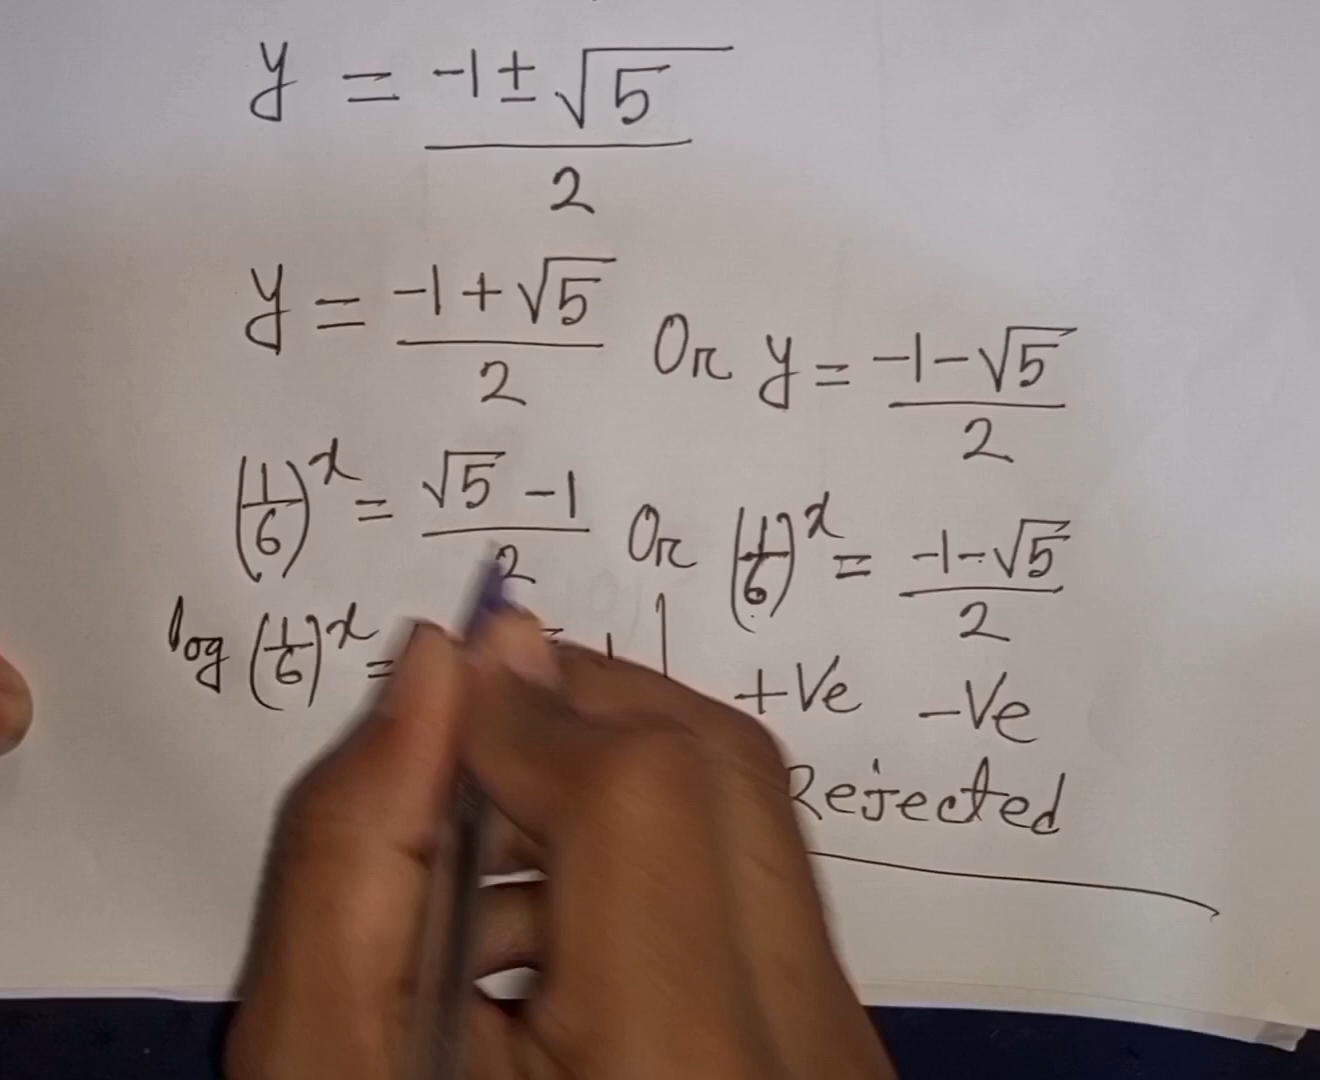 y = (-1 ± √5)/2
y = (-1 + √5)/2 Or y = (-1 - √5)/2
(1/6)^x = (√5 - 1)/2 Or (1/6)^x = (-1 - √5)/2
log (1/6)^x =
+Ve -Ve
Rejected